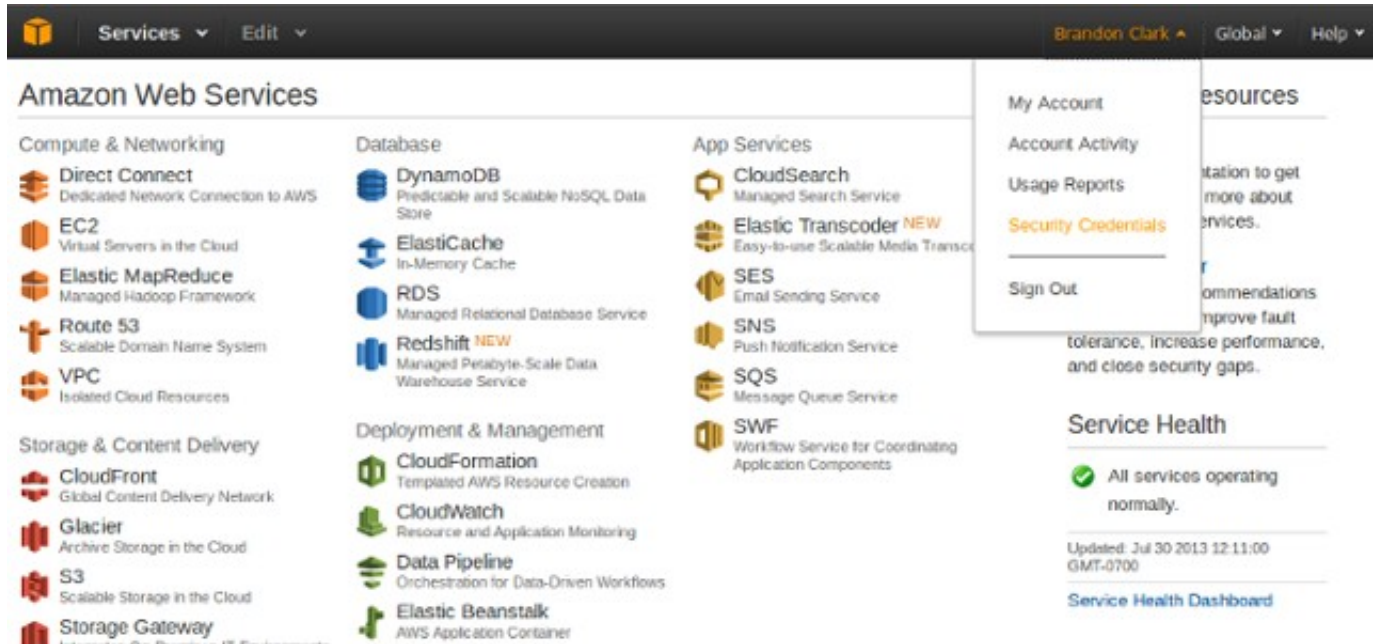 Services Edit Brandon Clark Global Help
Amazon Web Services
Compute & Networking
Direct Connect
Dedicated Network Connection to AWS
EC2
Virtual Servers in the Cloud
Elastic MapReduce
Managed Hadoop Framework
Route 53
Scalable Domain Name System
VPC
Isolated Cloud Resources
Storage & Content Delivery
CloudFront
Global Content Delivery Network
Glacier
Archive Storage in the Cloud
S3
Scalable Storage in the Cloud
Storage Gateway
Database
DynamoDB
Predictable and Scalable NoSQL Data
Store
ElastiCache
In-Memory Cache
RDS
Managed Relational Database Service
Redshift NEW
Managed Petabyte-Scale Data
Warehouse Service
Deployment & Management
CloudFormation
Templated AWS Resource Creation
CloudWatch
Resource and Application Monitoring
Data Pipeline
Orchestration for Data-Driven Workflows
Elastic Beanstalk
AWS Application Container
App Services
CloudSearch
Managed Search Service
Elastic Transcoder NEW
Easy-to-use Scalable Media Transco
SES
Email Sending Service
SNS
Push Notification Service
SQS
Message Queue Service
SWF
Workflow Service for Coordinating
Application Components
My Account
Account Activity
Usage Reports
Security Credentials
Sign Out
esources
tation to get
more about
ervices.
r
ommendations
mprove fault
tolerance, increase performance,
and close security gaps.
Service Health
All services operating
normally.
Updated: Jul 30 2013 12:11:00
GMT-0700
Service Health Dashboard